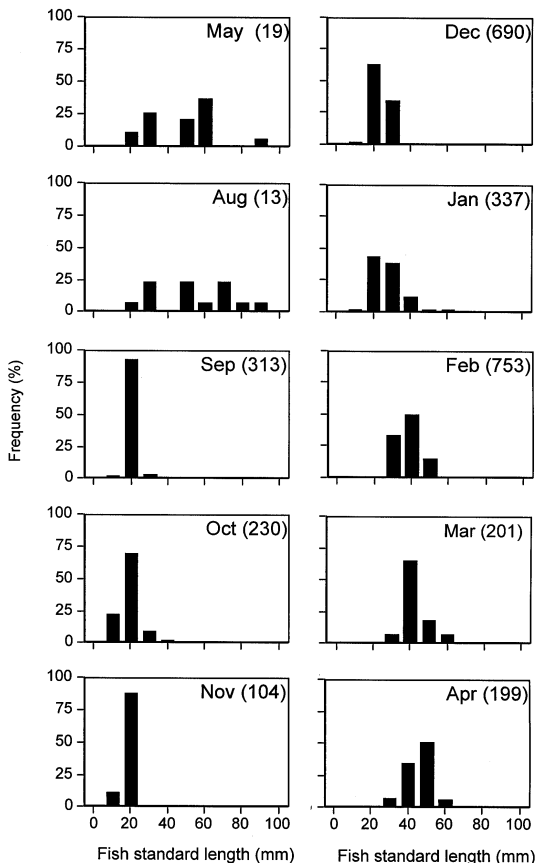 100
75
50
25
0
May (19)
Dec (690)
100
75
50
25
0
Aug (13)
Jan (337)
100
75
50
25
0
Sep (313)
Feb (753)
100
75
50
25
0
Oct (230)
Mar (201)
100
75
50
25
0
Nov (104)
Apr (199)
Frequency (%)
0 20 40 60 80 100
0 20 40 60 80 100
Fish standard length (mm)
Fish standard length (mm)